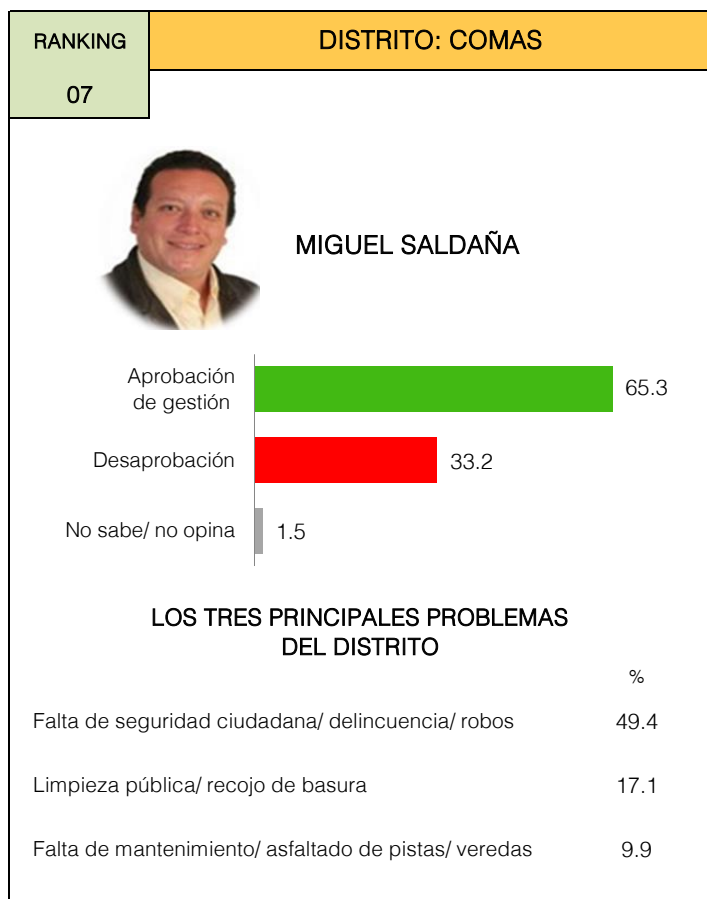 RANKING
07
DISTRITO: COMAS
MIGUEL SALDAÑA
Aprobación
de gestión
65.3
Desaprobación
33.2
No sabe/ no opina
1.5
LOS TRES PRINCIPALES PROBLEMAS
DEL DISTRITO
%
Falta de seguridad ciudadana/ delincuencia/ robos 49.4
Limpieza pública/ recojo de basura 17.1
Falta de mantenimiento/ asfaltado de pistas/ veredas 9.9